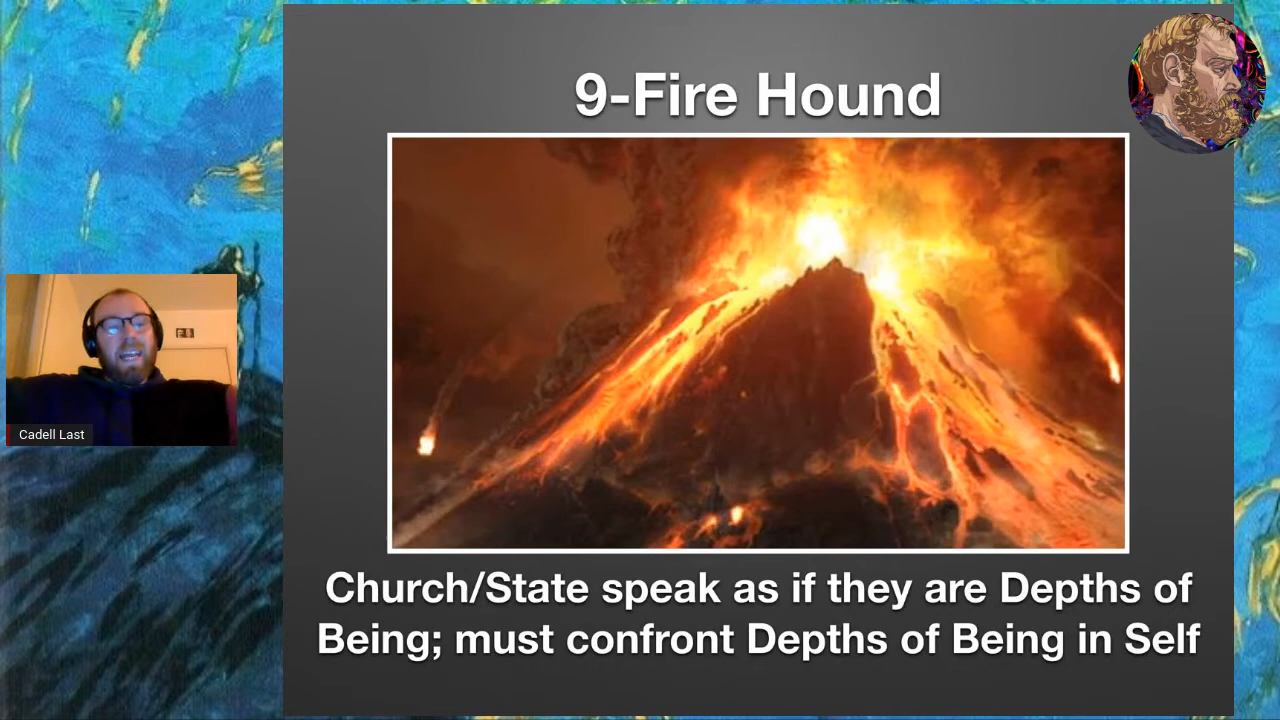 9-Fire Hound
Cadell Last
Church/State speak as if they are Depths of
Being; must confront Depths of Being in Self